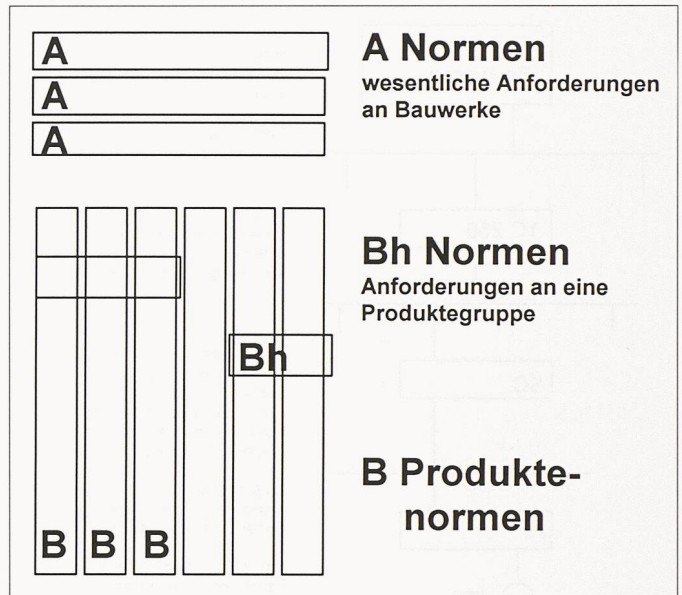 A
A
A
A Normen
wesentliche Anforderungen
an Bauwerke
Bh Normen
Anforderungen an eine
Produktegruppe
Bh
B Produkte-
normen
B B B